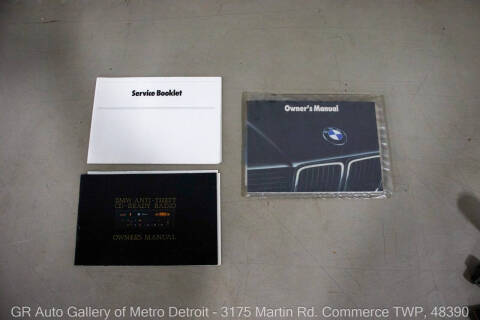 Service Booklet
Owner's Manual
BMW ANTI-THEFT
CD-READY RADIO
OWNER'S MANUAL
GR Auto Gallery of Metro Detroit - 3175 Martin Rd. Commerce TWP, 48390